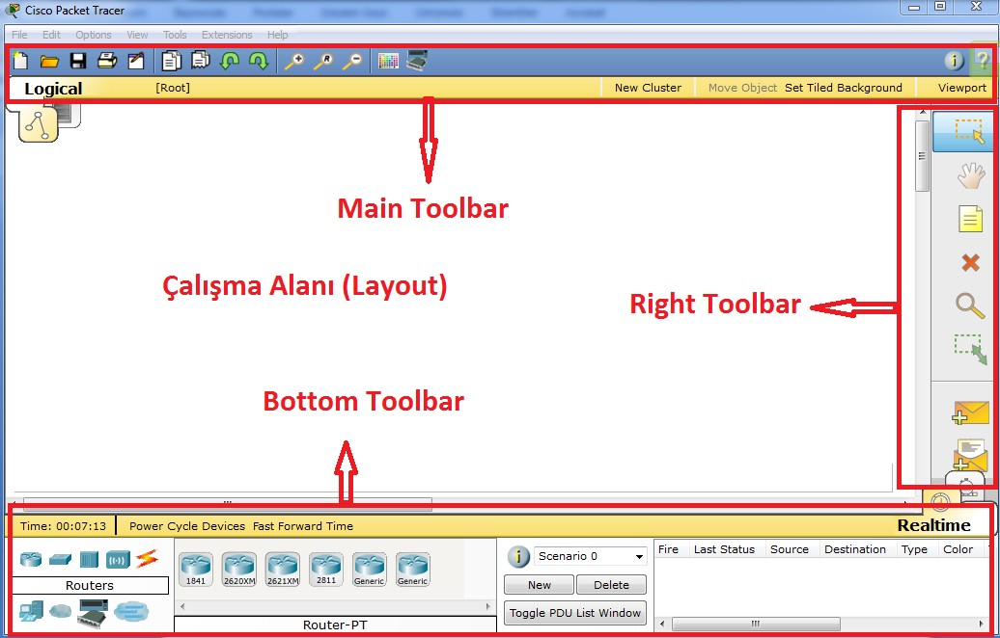 Cisco Packet Tracer
File Edit Options View Tools Extensions Help
Logical [Root] New Cluster Move Object Set Tiled Background Viewport
Main Toolbar
Çalışma Alanı (Layout)
Right Toolbar
Bottom Toolbar
Time: 00:07:13 Power Cycle Devices Fast Forward Time Realtime
Scenario 0 Fire Last Status Source Destination Type Color
1841 2620XM 2621XM 2811 Generic Generic
Routers New Delete
Toggle PDU List Window
Router-PT